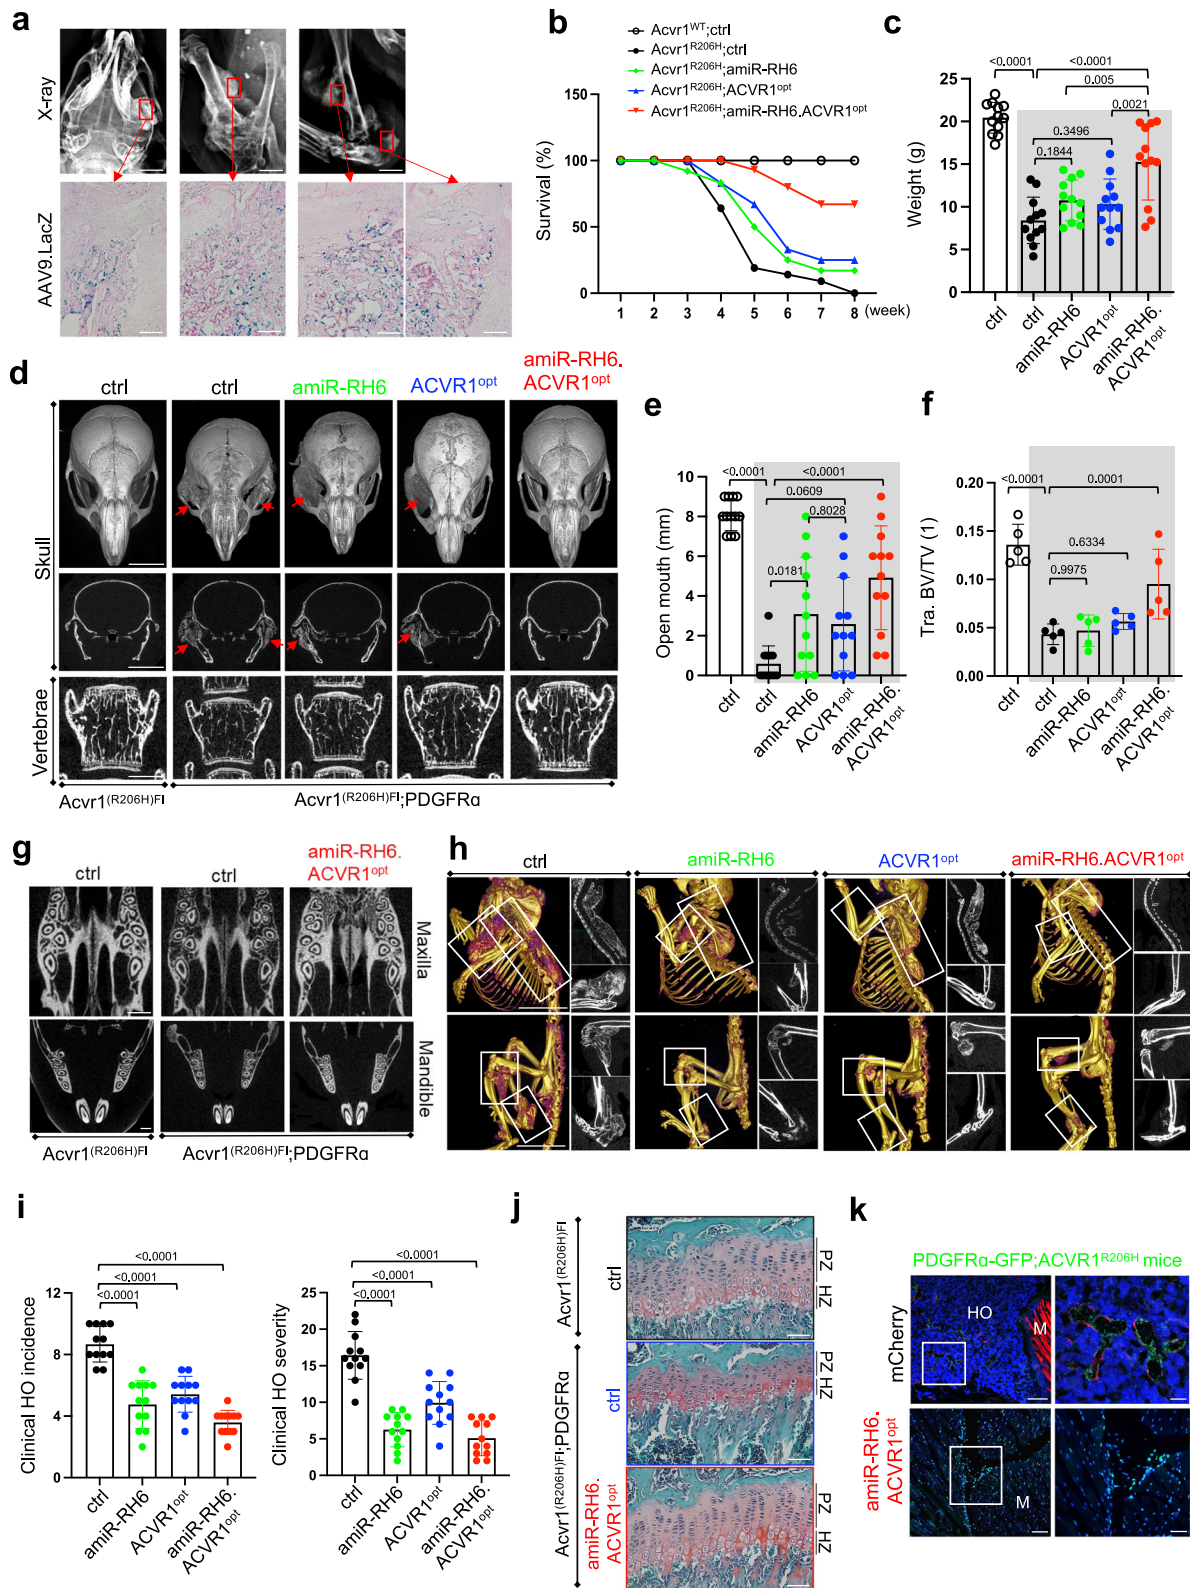 a
X-ray
AAV9.LacZ
b
Acvr1WT;ctrl
Acvr1R206H;ctrl
Acvr1R206H;amiR-RH6
Acvr1R206H;ACVR1opt
Acvr1R206H;amiR-RH6.ACVR1opt
Survival (%)
150
100
50
0
1 2 3 4 5 6 7 8 (week)
c
<0.0001 <0.0001
0.005
0.0021
0.3496
0.1844
Weight (g)
25
20
15
10
5
0
ctrl
ctrl
amiR-RH6
ACVR1opt
amiR-RH6.
ACVR1opt
d
ctrl
ctrl
amiR-RH6
ACVR1opt
amiR-RH6.
ACVR1opt
Skull
Vertebrae
Acvr1(R206H)Fl
Acvr1(R206H)Fl;PDGFRα
e
<0.0001 <0.0001
0.0609
0.8028
0.0181
Open mouth (mm)
10
8
6
4
2
0
ctrl
ctrl
amiR-RH6
ACVR1opt
amiR-RH6.
ACVR1opt
f
<0.0001 0.0001
0.6334
0.9975
Tra. BV/TV (1)
0.20
0.15
0.10
0.05
0.00
ctrl
ctrl
amiR-RH6
ACVR1opt
amiR-RH6.
ACVR1opt
g
ctrl
ctrl
amiR-RH6.
ACVR1opt
Maxilla
Mandible
Acvr1(R206H)Fl
Acvr1(R206H)Fl;PDGFRα
h
ctrl
amiR-RH6
ACVR1opt
amiR-RH6.ACVR1opt
i
<0.0001
<0.0001
<0.0001
Clinical HO incidence
12
9
6
3
0
ctrl
amiR-RH6
ACVR1opt
amiR-RH6.
ACVR1opt
<0.0001
<0.0001
<0.0001
Clinical HO severity
25
20
15
10
5
0
ctrl
amiR-RH6
ACVR1opt
amiR-RH6.
ACVR1opt
j
Acvr1(R206H)Fl
ctrl
PZ
HZ
Acvr1(R206H)Fl;PDGFRα
ctrl
PZ
HZ
amiR-RH6.
ACVR1opt
PZ
HZ
k
PDGFRα-GFP;ACVR1R206H mice
mCherry
HO
M
amiR-RH6.
ACVR1opt
M